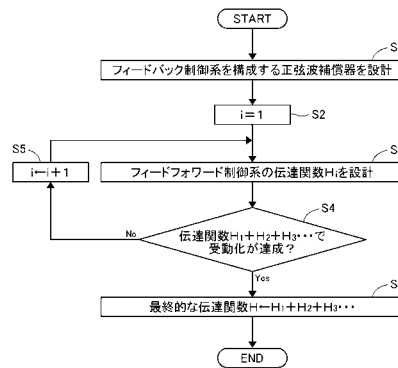 START
S
フィードバック制御系を構成する正弦波補償器を設計
i=1
S2
S5
i←i+1
S
フィードフォワード制御系の伝達関数Hiを設計
S4
No
伝達関数H1+H2+H3･･･で
受動化が達成？
Yes
S
最終的な伝達関数H←H1+H2+H3･･･
END